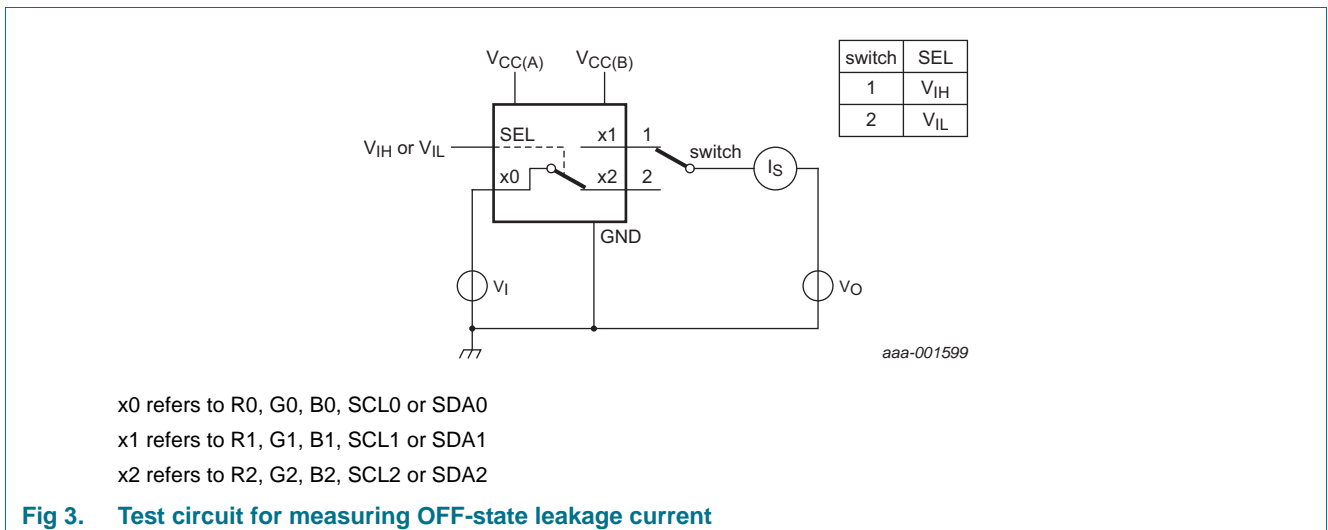 VCC(A) VCC(B)
switch SEL
1 VIH
2 VIL
VIH or VIL
SEL x1 1
switch
x0 x2 2
IS
GND
VI
VO
aaa-001599
x0 refers to R0, G0, B0, SCL0 or SDA0
x1 refers to R1, G1, B1, SCL1 or SDA1
x2 refers to R2, G2, B2, SCL2 or SDA2
Fig 3. Test circuit for measuring OFF-state leakage current